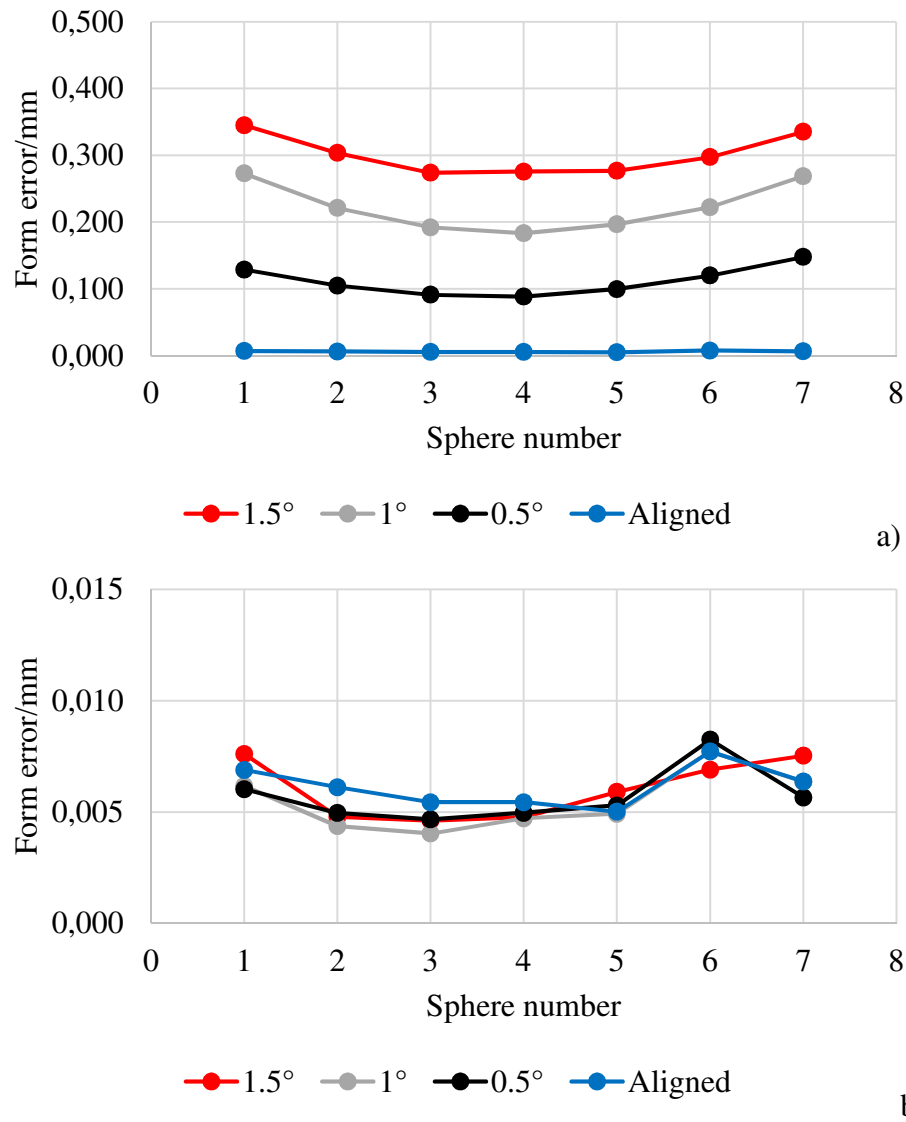 0,500
0,400
0,300
0,200
0,100
0,000
Form error/mm
0 1 2 3 4 5 6 7 8
Sphere number
1.5° 1° 0.5° Aligned
a)
0,015
0,010
0,005
0,000
Form error/mm
0 1 2 3 4 5 6 7 8
Sphere number
1.5° 1° 0.5° Aligned